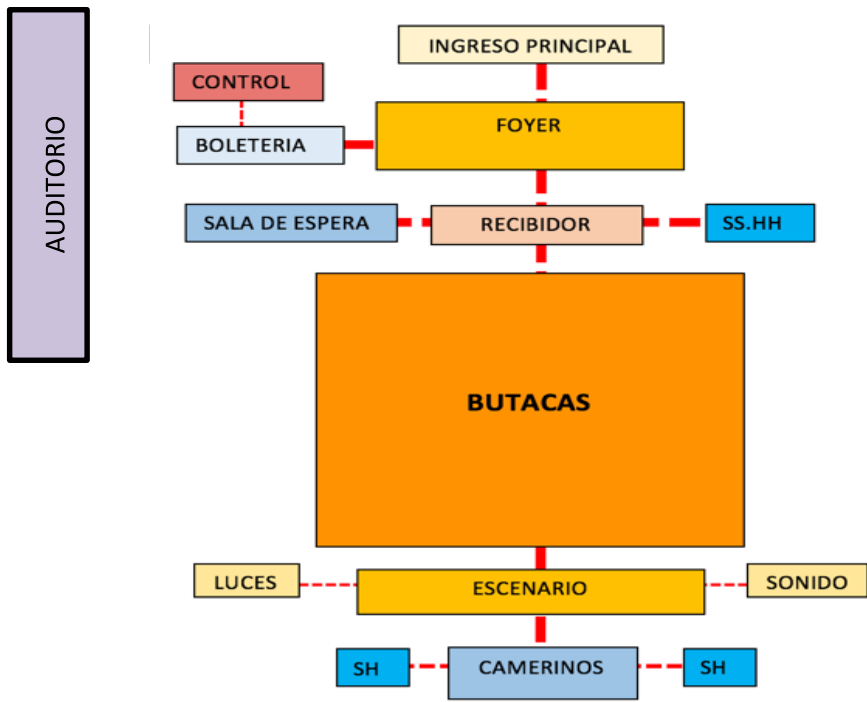 AUDITORIO
INGRESO PRINCIPAL
CONTROL
FOYER
BOLETERIA
SALA DE ESPERA
RECIBIDOR
SS.HH
BUTACAS
LUCES
ESCENARIO
SONIDO
SH
CAMERINOS
SH